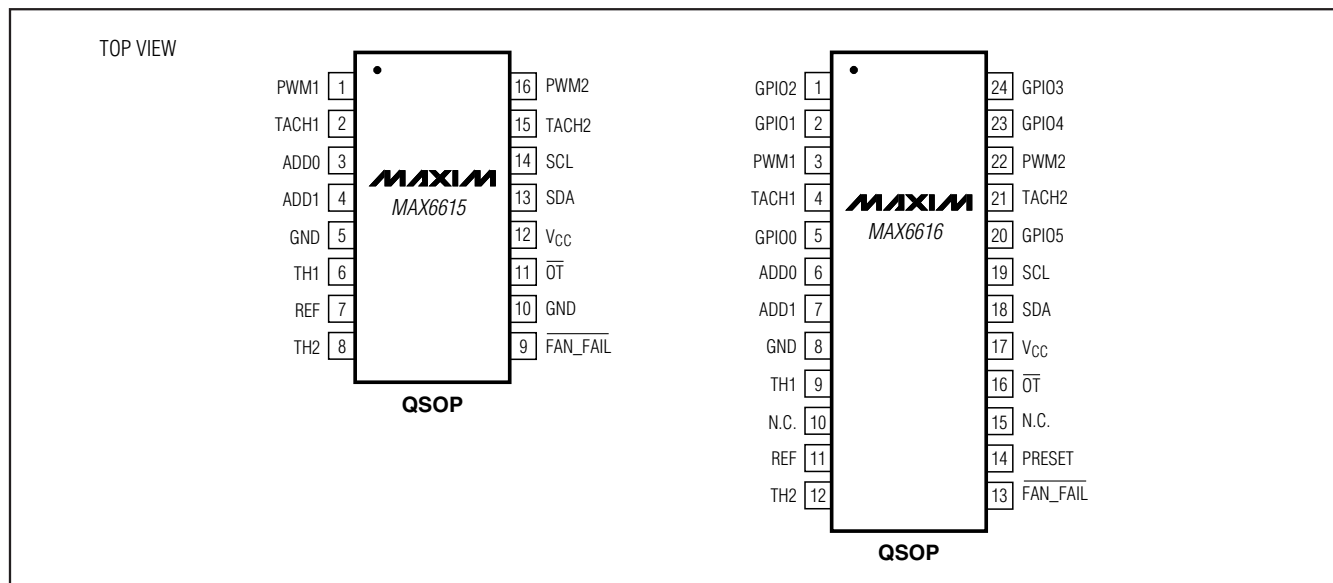 TOP VIEW
PWM1 1 16 PWM2
TACH1 2 15 TACH2
ADD0 3 14 SCL
ADD1 4 13 SDA
GND 5 12 VCC
TH1 6 11 OT
REF 7 10 GND
TH2 8 9 FAN_FAIL
MAXIM
MAX6615
QSOP
GPIO2 1 24 GPIO3
GPIO1 2 23 GPIO4
PWM1 3 22 PWM2
TACH1 4 21 TACH2
GPIO0 5 20 GPIO5
ADD0 6 19 SCL
ADD1 7 18 SDA
GND 8 17 VCC
TH1 9 16 OT
N.C. 10 15 N.C.
REF 11 14 PRESET
TH2 12 13 FAN_FAIL
MAXIM
MAX6616
QSOP